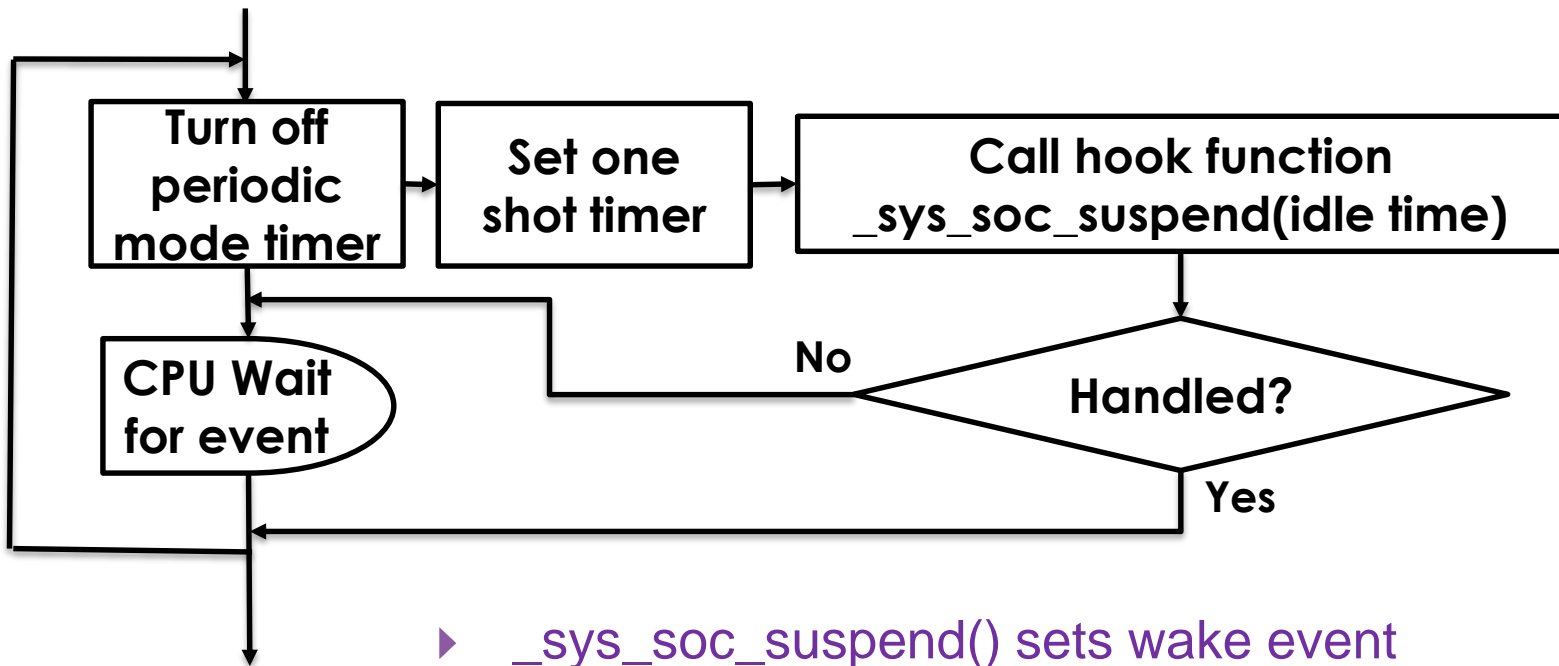 Turn off
periodic
mode timer
Set one
shot timer
Call hook function
_sys_soc_suspend(idle time)
CPU Wait
for event
No
Handled?
Yes
_sys_soc_suspend() sets wake event